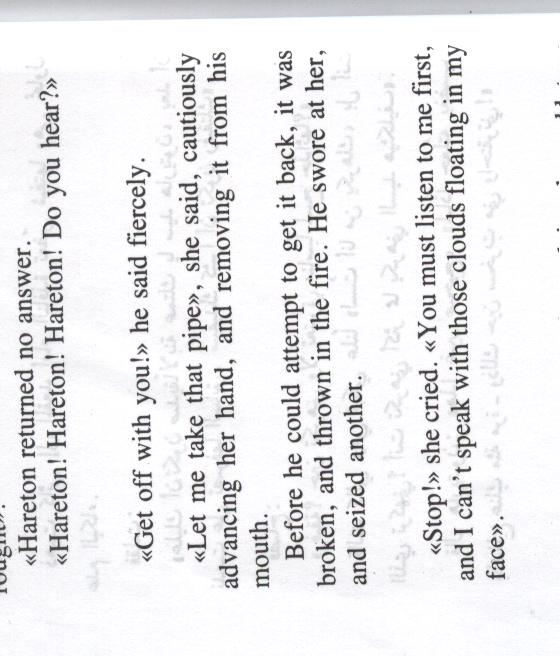 «Hareton returned no answer.
«Hareton! Hareton! Hareton! Do you hear?»
«Get off with you!» he said fiercely.
«Let me take that pipe», she said, cautiously
advancing her hand, and removing it from his
mouth.
Before he could attempt to get it back, it was
broken, and thrown in the fire. He swore at her,
and seized another.
«Stop!» she cried. «You must listen to me first,
and I can't speak with those clouds floating in my
face».